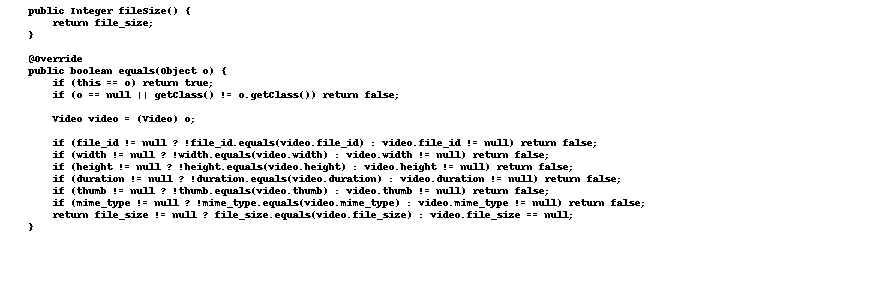 public Integer fileSize() {
return file_size;
}
@Override
public boolean equals(Object o) {
if (this == o) return true;
if (o == null || getClass() != o.getClass()) return false;
Video video = (Video) o;
if (file_id != null ? !file_id.equals(video.file_id) : video.file_id != null) return false;
if (width != null ? !width.equals(video.width) : video.width != null) return false;
if (height != null ? !height.equals(video.height) : video.height != null) return false;
if (duration != null ? !duration.equals(video.duration) : video.duration != null) return false;
if (thumb != null ? !thumb.equals(video.thumb) : video.thumb != null) return false;
if (mime_type != null ? !mime_type.equals(video.mime_type) : video.mime_type != null) return false;
return file_size != null ? file_size.equals(video.file_size) : video.file_size == null;
}